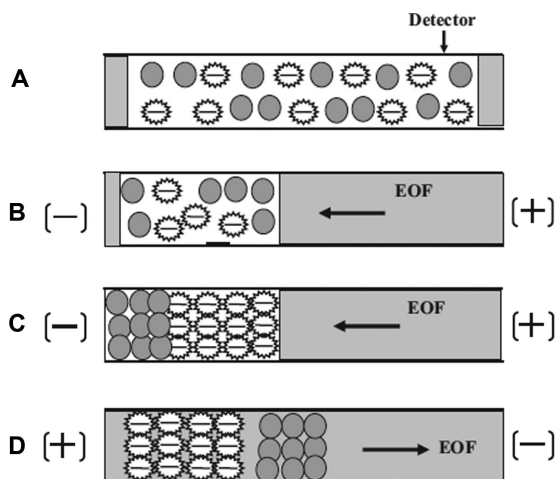 Detector
A
B (−) EOF (+)
C (−) EOF (+)
D (+) EOF (−)